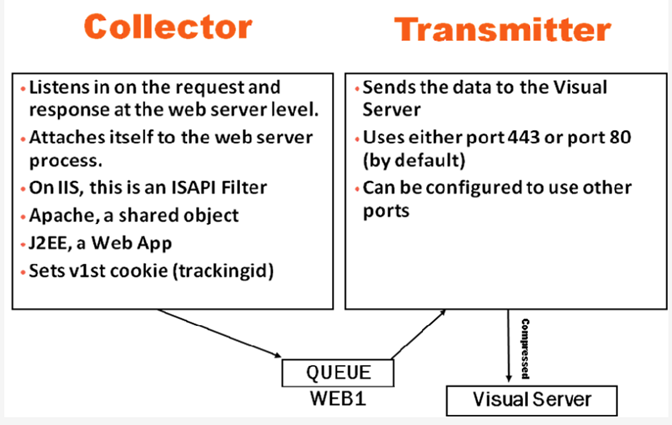 Collector
• Listens in on the request and
response at the web server level.
• Attaches itself to the web server
process.
• On IIS, this is an ISAPI Filter
• Apache, a shared object
• J2EE, a Web App
• Sets v1st cookie (trackingid)
Transmitter
• Sends the data to the Visual
Server
• Uses either port 443 or port 80
(by default)
• Can be configured to use other
ports
QUEUE
WEB1
Compressed
Visual Server